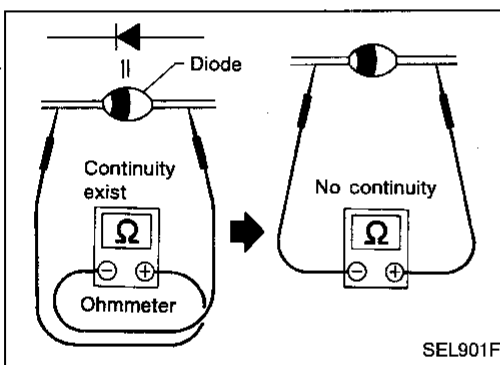 Diode
Continuity
exist
Ω
⊖ ⊕
Ohmmeter
No continuity
Ω
⊖ ⊕
SEL901F